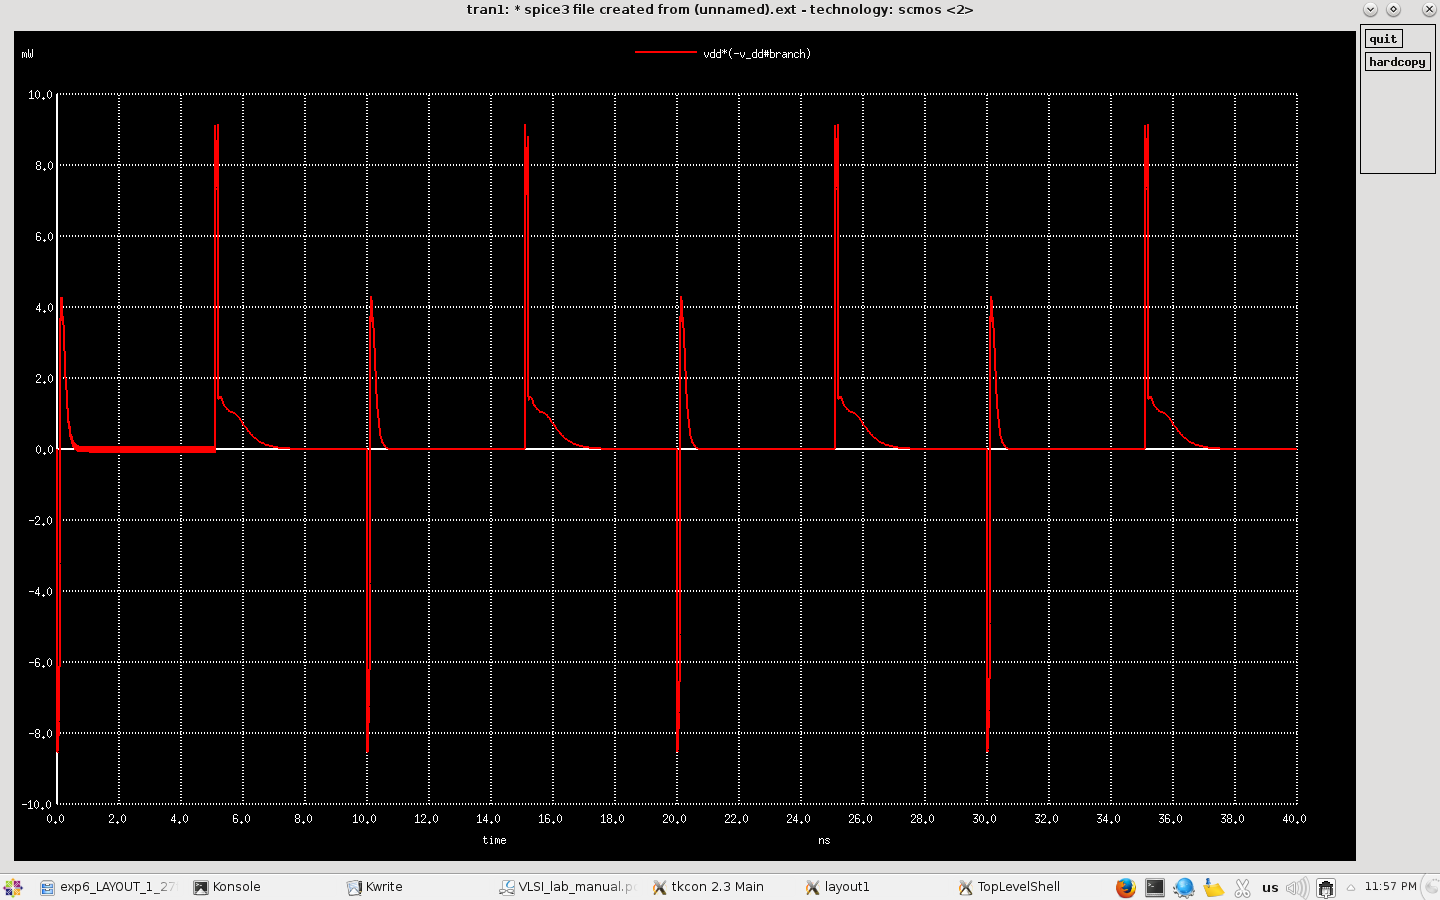 tran1: * spice3 file created from (unnamed).ext - technology: scmos <2>
quit
hardcopy
mW
vdd*(-v_dd#branch)
10.0
8.0
6.0
4.0
2.0
0.0
-2.0
-4.0
-6.0
-8.0
-10.0
0.0 2.0 4.0 6.0 8.0 10.0 12.0 14.0 16.0 18.0 20.0 22.0 24.0 26.0 28.0 30.0 32.0 34.0 36.0 38.0 40.0
time ns
exp6_LAYOUT_1_27 Konsole Kwrite VLSI_lab_manual.p tkcon 2.3 Main layout1 TopLevelShell us 11:57 PM